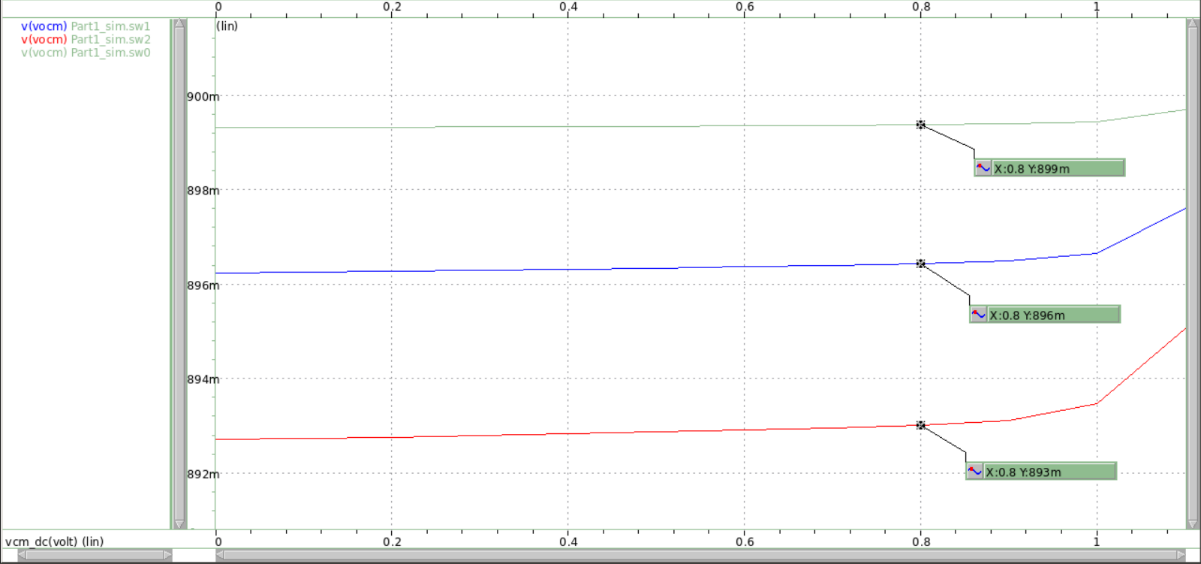 0 0.2 0.4 0.6 0.8 1
v(vocm) Part1_sim.sw1
(lin)
v(vocm) Part1_sim.sw2
v(vocm) Part1_sim.sw0
900m
X:0.8 Y:899m
898m
X:0.8 Y:896m
896m
894m
X:0.8 Y:893m
892m
vcm_dc(volt) (lin) 0 0.2 0.4 0.6 0.8 1